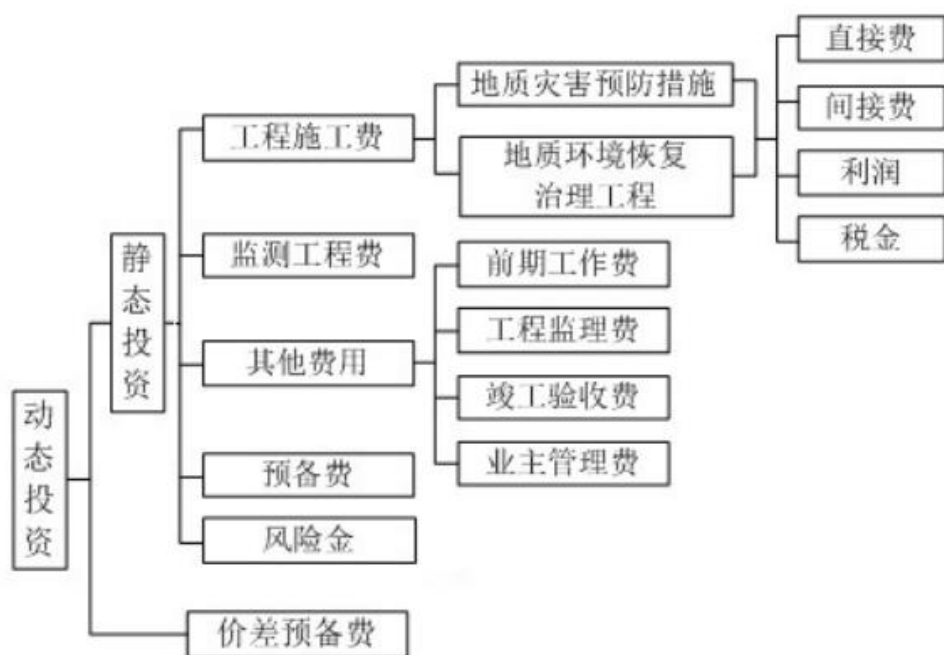 直接费
地质灾害预防措施
间接费
工程施工费
地质环境恢复
治理工程
利润
税金
静态投资
监测工程费
前期工作费
工程监理费
其他费用
竣工验收费
动态投资
预备费
业主管理费
风险金
价差预备费